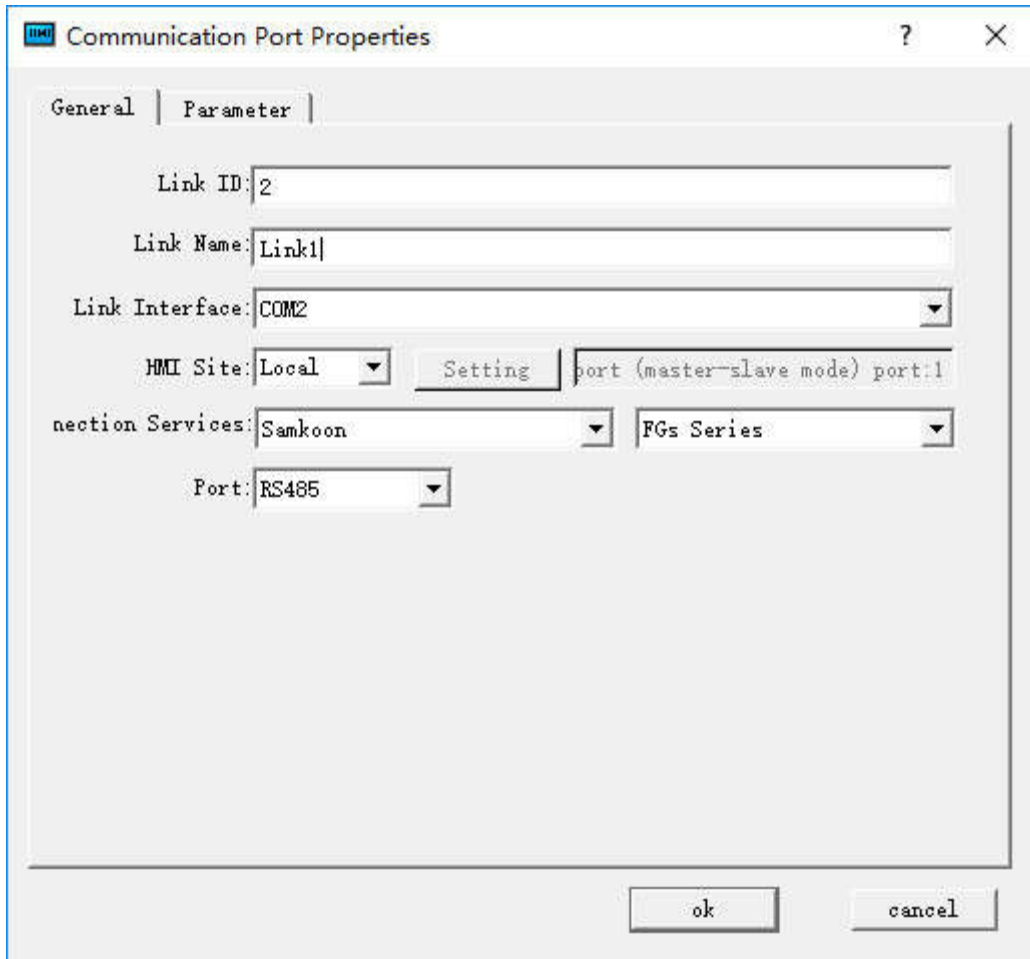 HMI Communication Port Properties ? ×
General Parameter
Link ID: 2
Link Name: Link1
Link Interface: COM2
HMI Site: Local Setting port (master-slave mode) port:1
nection Services: Samkoon FGs Series
Port: RS485
ok cancel